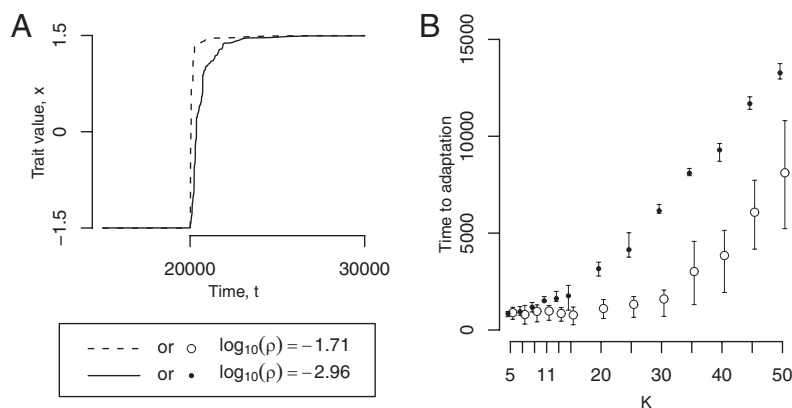 A
Trait value, x
1.5
0
−1.5
20000
30000
Time, t
or log10(ρ) = −1.71
or log10(ρ) = −2.96
B
Time to adaptation
15000
10000
5000
0
5 11 20 30 40 50
K